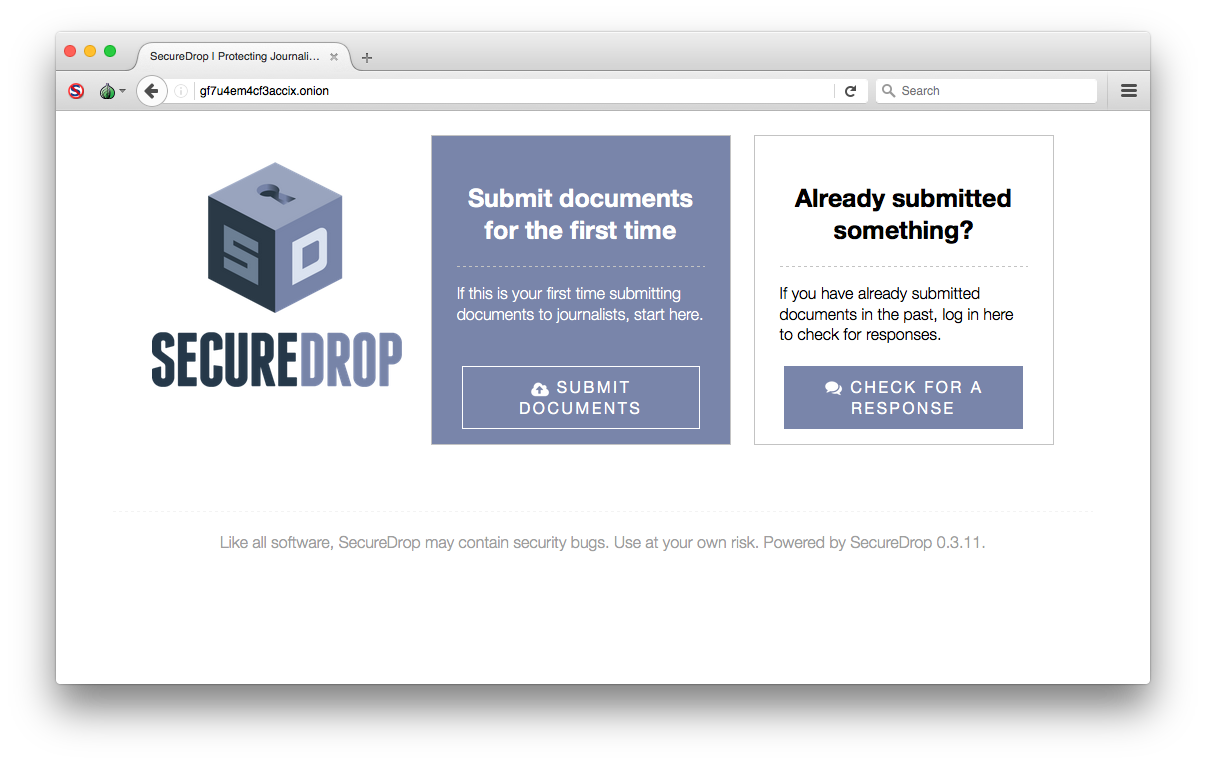 SecureDrop | Protecting Journali...
gf7u4em4cf3accix.onion
Search
S D
SECUREDROP
Submit documents
for the first time
If this is your first time submitting
documents to journalists, start here.
SUBMIT
DOCUMENTS
Already submitted
something?
If you have already submitted
documents in the past, log in here
to check for responses.
CHECK FOR A
RESPONSE
Like all software, SecureDrop may contain security bugs. Use at your own risk. Powered by SecureDrop 0.3.11.